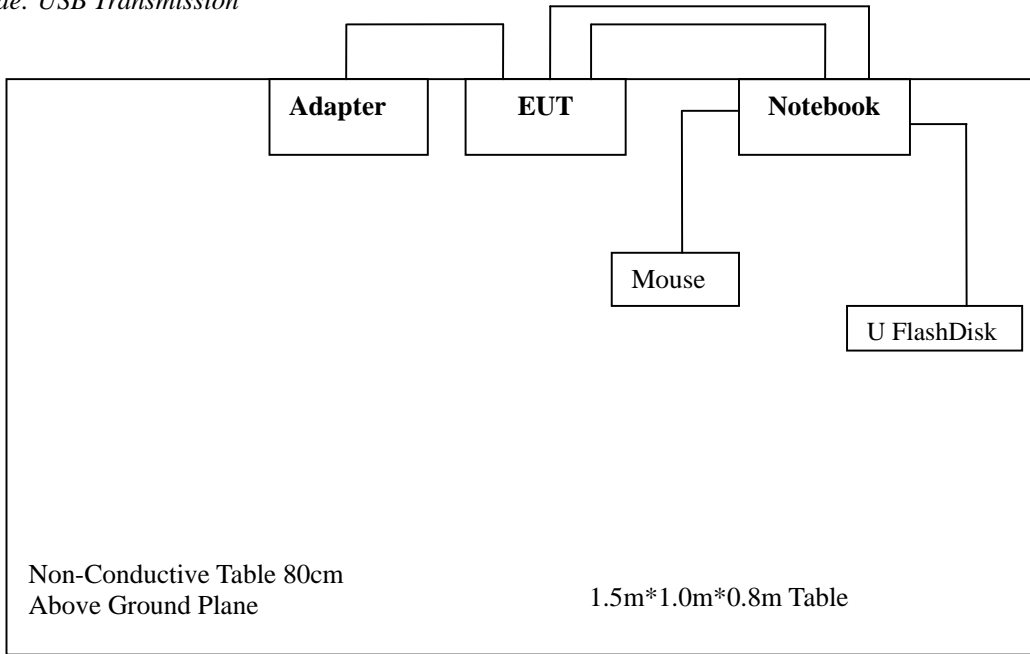 USB Transmission
Adapter EUT Notebook
Mouse
U FlashDisk
Non-Conductive Table 80cm
Above Ground Plane
1.5m*1.0m*0.8m Table